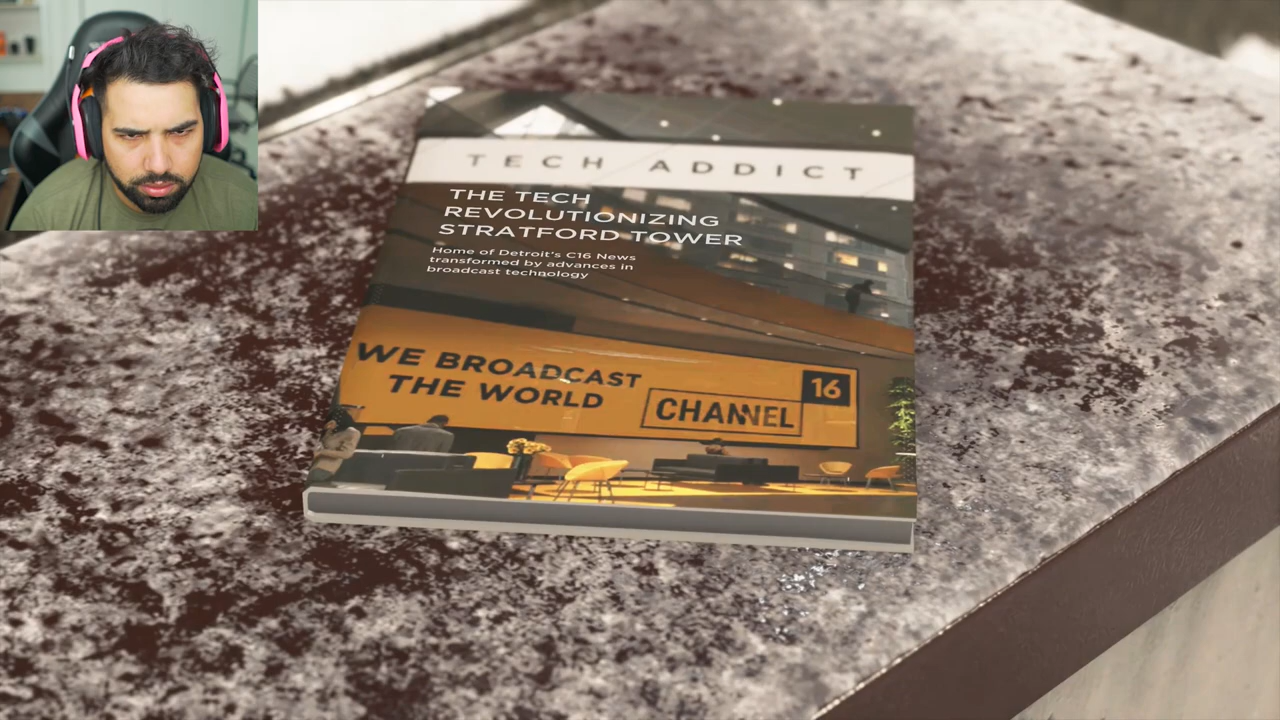 TECH ADDICT
THE TECH
REVOLUTIONIZING
STRATFORD TOWER
Home of Detroit's C16 News
transformed by advances in
broadcast technology
WE BROADCAST
THE WORLD
CHANNEL
16